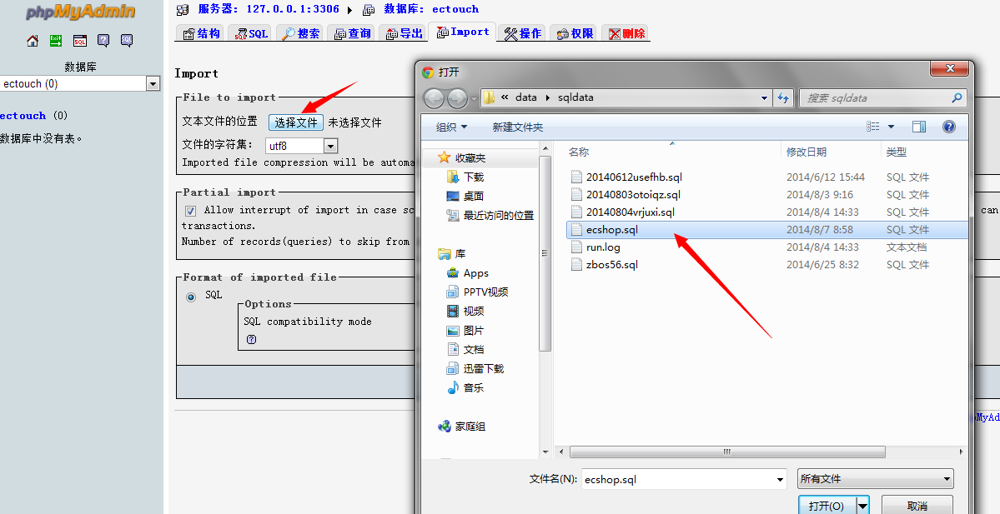 phpMyAdmin
数据库
ectouch (0)
ectouch (0)
数据库中没有表。
服务器: 127.0.0.1:3306 ▸ 数据库: ectouch
结构 SQL 搜索 查询 导出 Import 操作 权限 删除
Import
File to import
文本文件的位置 选择文件 未选择文件
文件的字符集: utf8
Imported file compression will be automa
Partial import
Allow interrupt of import in case sc
can
transactions.
Number of records(queries) to skip from
Format of imported file
SQL
Options
SQL compatibility mode
MyAd
打开
« data ▸ sqldata
搜索 sqldata
组织 新建文件夹
收藏夹
下载
桌面
最近访问的位置
库
Apps
PPTV视频
视频
图片
文档
迅雷下载
音乐
家庭组
名称 修改日期 类型
20140612usefhb.sql 2014/6/12 15:44 SQL 文件
20140803otoiqz.sql 2014/8/3 9:16 SQL 文件
20140804vrjuxi.sql 2014/8/4 14:33 SQL 文件
ecshop.sql 2014/8/7 8:58 SQL 文件
run.log 2014/8/4 14:33 文本文档
zbos56.sql 2014/6/25 8:32 SQL 文件
文件名(N): ecshop.sql 所有文件
打开(O) 取消